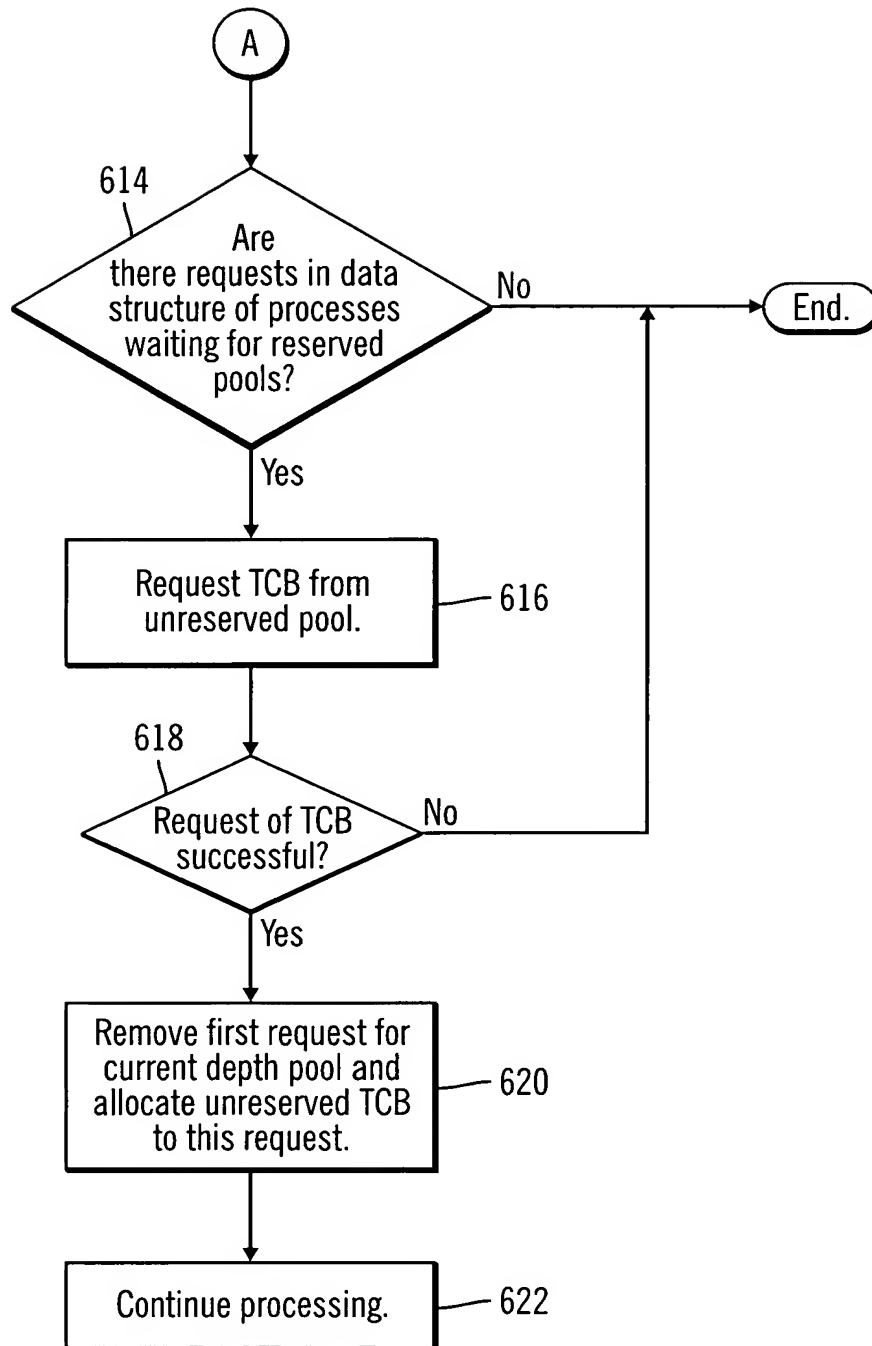 A
614
Are
there requests in data
structure of processes
waiting for reserved
pools?
No
End.
Yes
Request TCB from
unreserved pool.
616
618
Request of TCB
successful?
No
Yes
Remove first request for
current depth pool and
allocate unreserved TCB
to this request.
620
Continue processing.
622